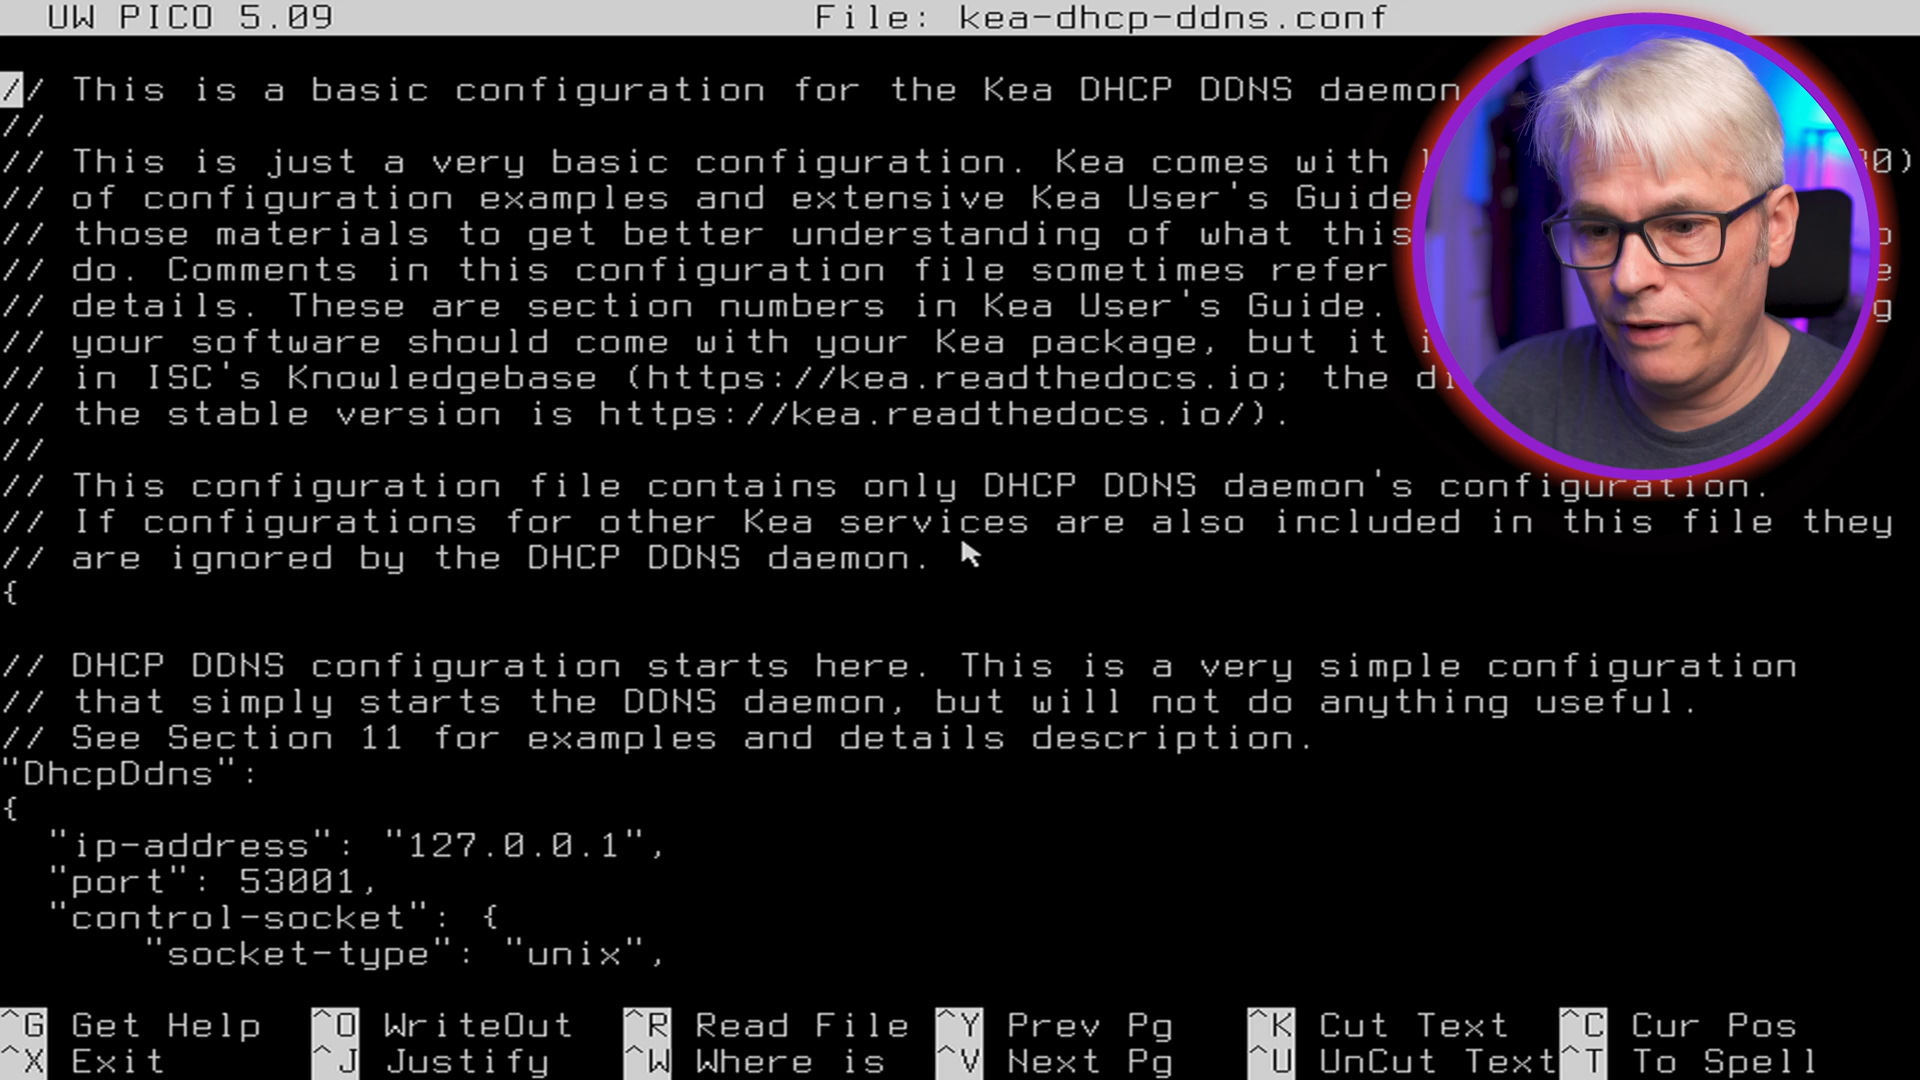 UW PICO 5.09 File: kea-dhcp-ddns.conf
// This is a basic configuration for the Kea DHCP DDNS daemon
//
// This is just a very basic configuration. Kea comes with
// of configuration examples and extensive Kea User's Guide
// those materials to get better understanding of what this
// do. Comments in this configuration file sometimes refer
// details. These are section numbers in Kea User's Guide.
// your software should come with your Kea package, but it
// in ISC's Knowledgebase (https://kea.readthedocs.io; the
// the stable version is https://kea.readthedocs.io/).
//
// This configuration file contains only DHCP DDNS daemon's configuration.
// If configurations for other Kea services are also included in this file they
// are ignored by the DHCP DDNS daemon.
{
// DHCP DDNS configuration starts here. This is a very simple configuration
// that simply starts the DDNS daemon, but will not do anything useful.
// See Section 11 for examples and details description.
"DhcpDdns":
{
"ip-address": "127.0.0.1",
"port": 53001,
"control-socket": {
"socket-type": "unix",
^G Get Help ^O WriteOut ^R Read File ^Y Prev Pg ^K Cut Text ^C Cur Pos
^X Exit ^J Justify ^W Where is ^V Next Pg ^U UnCut Text ^T To Spell